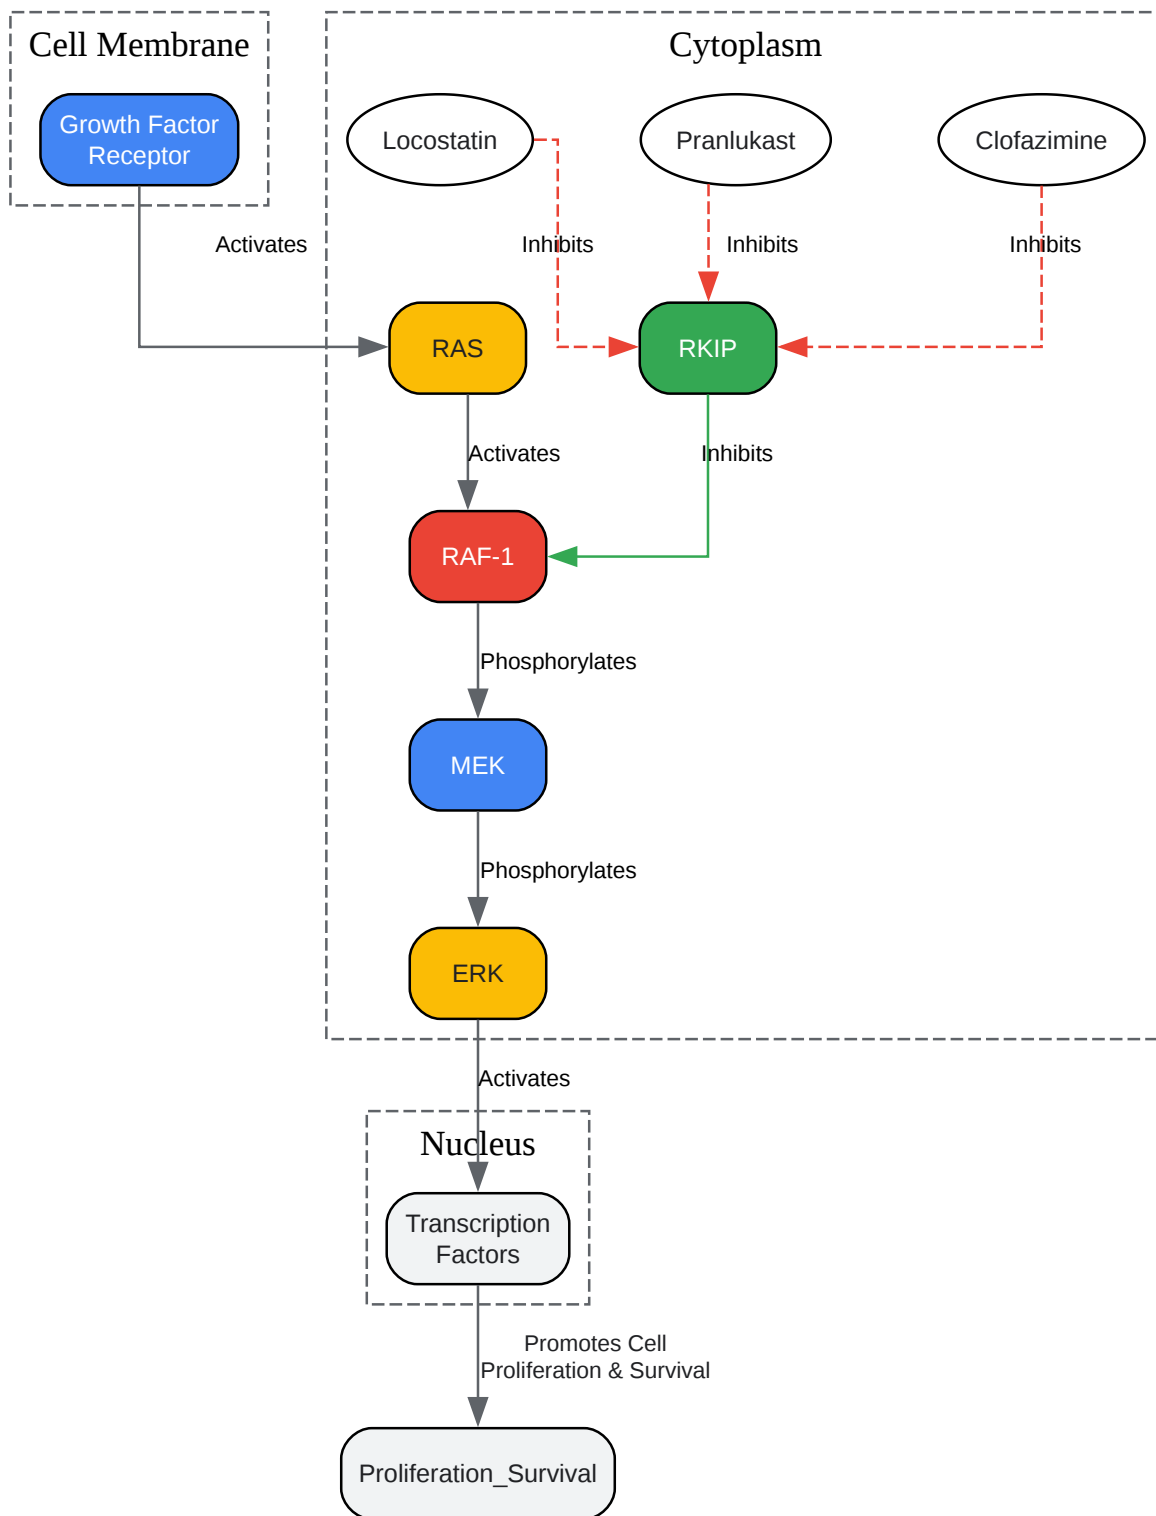 Cell Membrane
Cytoplasm
Growth Factor
Receptor
Locostatin
Pranlukast
Clofazimine
Activates
Inhibits
Inhibits
Inhibits
RAS
RKIP
Activates
Inhibits
RAF-1
Phosphorylates
MEK
Phosphorylates
ERK
Activates
Nucleus
Transcription
Factors
Promotes Cell
Proliferation & Survival
Proliferation_Survival